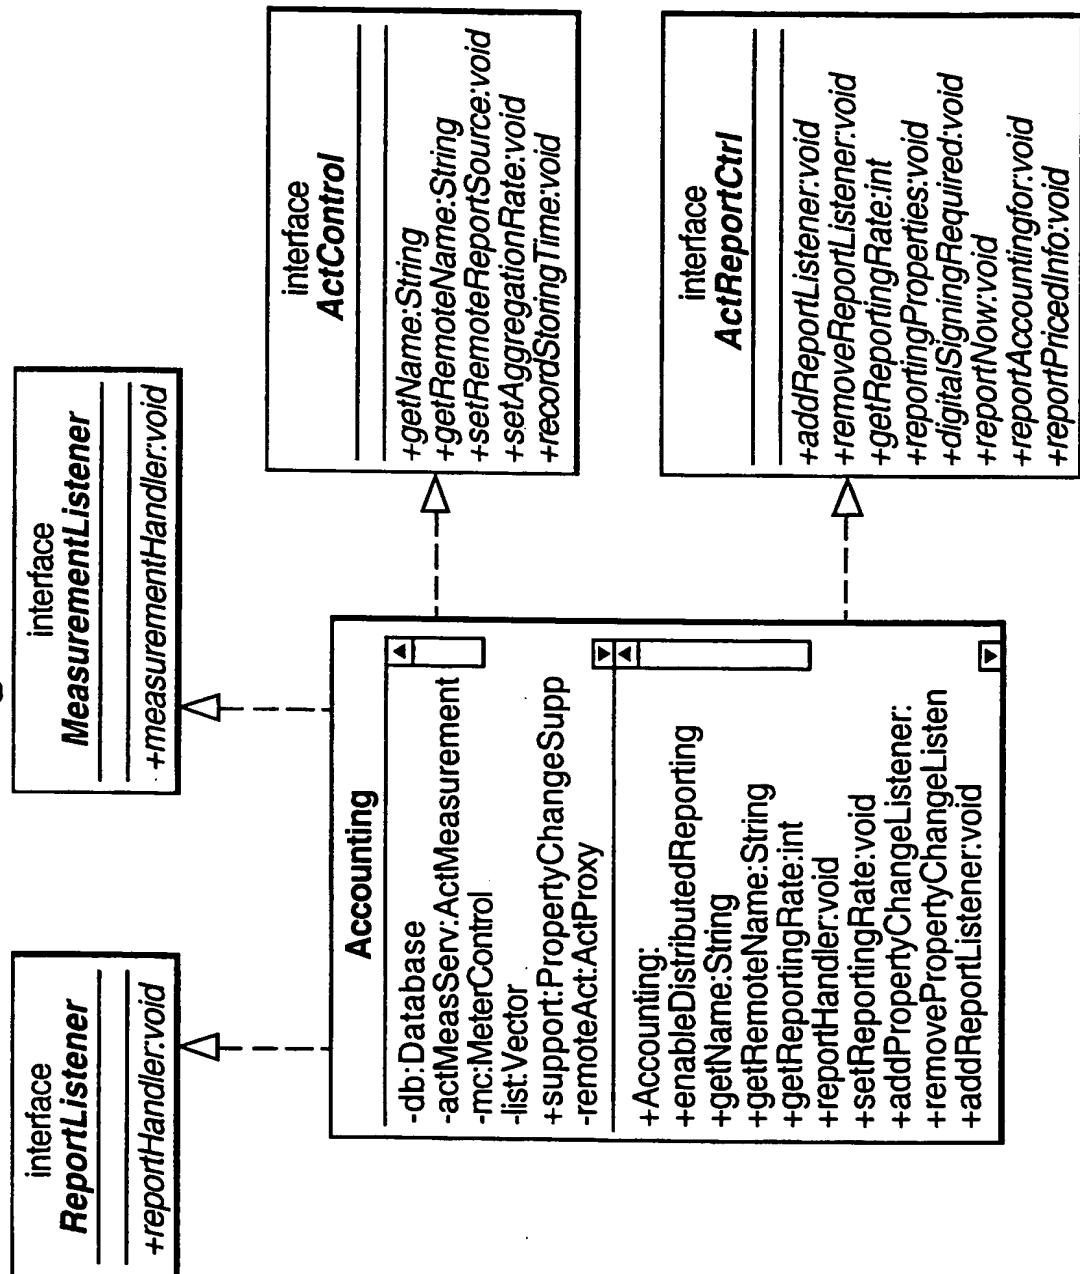 interface
ReportListener
+reportHandler:void
interface
MeasurementListener
+measurementHandler:void
Accounting
-db:Database
-actMeasServ:ActMeasurement
-mc:MeterControl
-list:Vector
+support:PropertyChangeSupp
-remoteAct:ActProxy
+Accounting:
+enableDistributedReporting
+getName:String
+getRemoteName:String
+getReportingRate:int
+reportHandler:void
+setReportingRate:void
+addPropertyChangeListener:
+removePropertyChangeListen
+addReportListener:void
interface
ActControl
+getName:String
+getRemoteName:String
+setRemoteReportSource:void
+setAggregationRate:void
+recordStoringTime:void
interface
ActReportCtrl
+addReportListener:void
+removeReportListener:void
+getReportingRate:int
+reportingProperties:void
+digitalSigningRequired:void
+reportNow:void
+reportAccountingfor:void
+reportPricedInfo:void